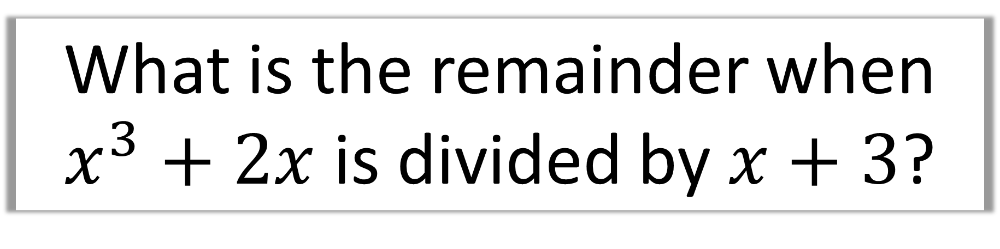 What is the remainder when
x³ + 2x is divided by x + 3?